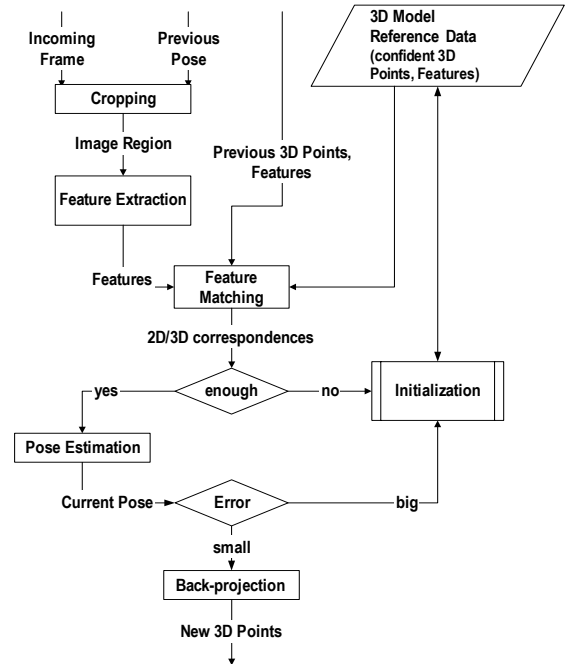 Incoming
Frame
Previous
Pose
3D Model
Reference Data
(confident 3D
Points, Features)
Cropping
Image Region
Previous 3D Points,
Features
Feature Extraction
Features
Feature
Matching
2D/3D correspondences
yes
enough
no
Initialization
Pose Estimation
Current Pose
Error
big
small
Back-projection
New 3D Points